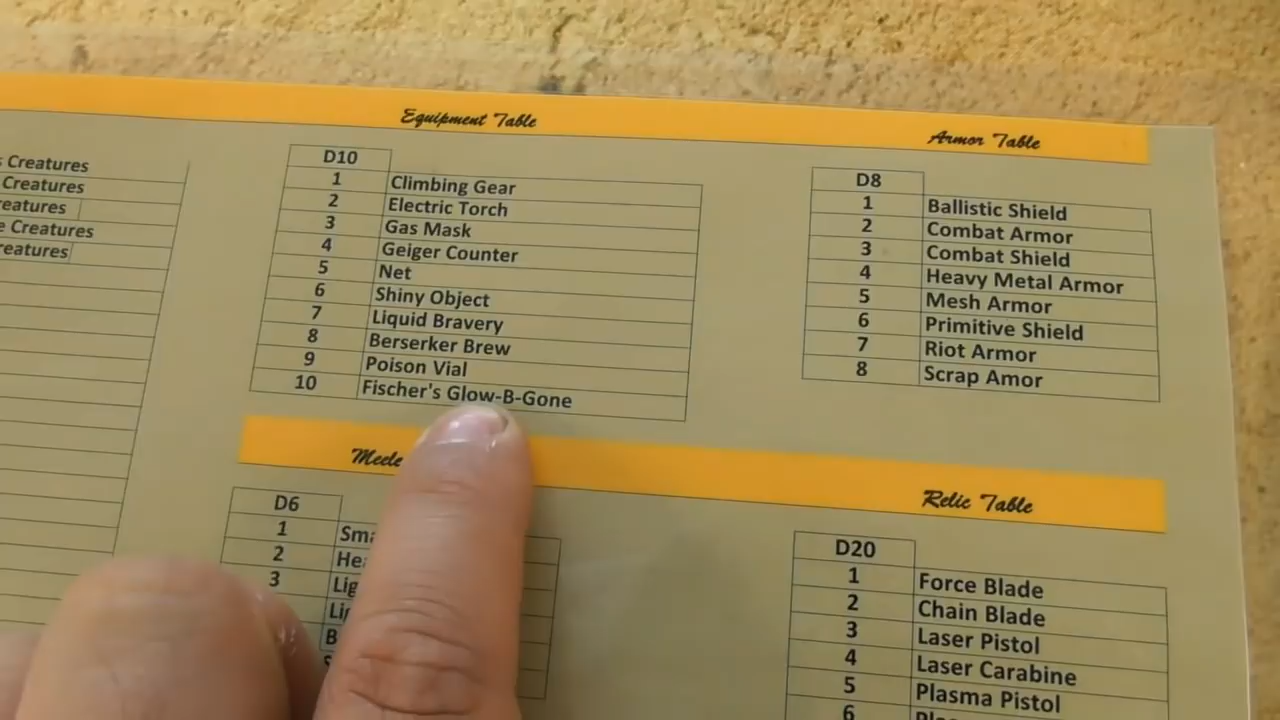 s Creatures
Creatures
reatures
e Creatures
reatures
Equipment Table
D10
1 Climbing Gear
2 Electric Torch
3 Gas Mask
4 Geiger Counter
5 Net
6 Shiny Object
7 Liquid Bravery
8 Berserker Brew
9 Poison Vial
10 Fischer's Glow-B-Gone
Armor Table
D8
1 Ballistic Shield
2 Combat Armor
3 Combat Shield
4 Heavy Metal Armor
5 Mesh Armor
6 Primitive Shield
7 Riot Armor
8 Scrap Amor
Meele
D6
1
2
3
Relic Table
D20
1 Force Blade
2 Chain Blade
3 Laser Pistol
4 Laser Carabine
5 Plasma Pistol
6